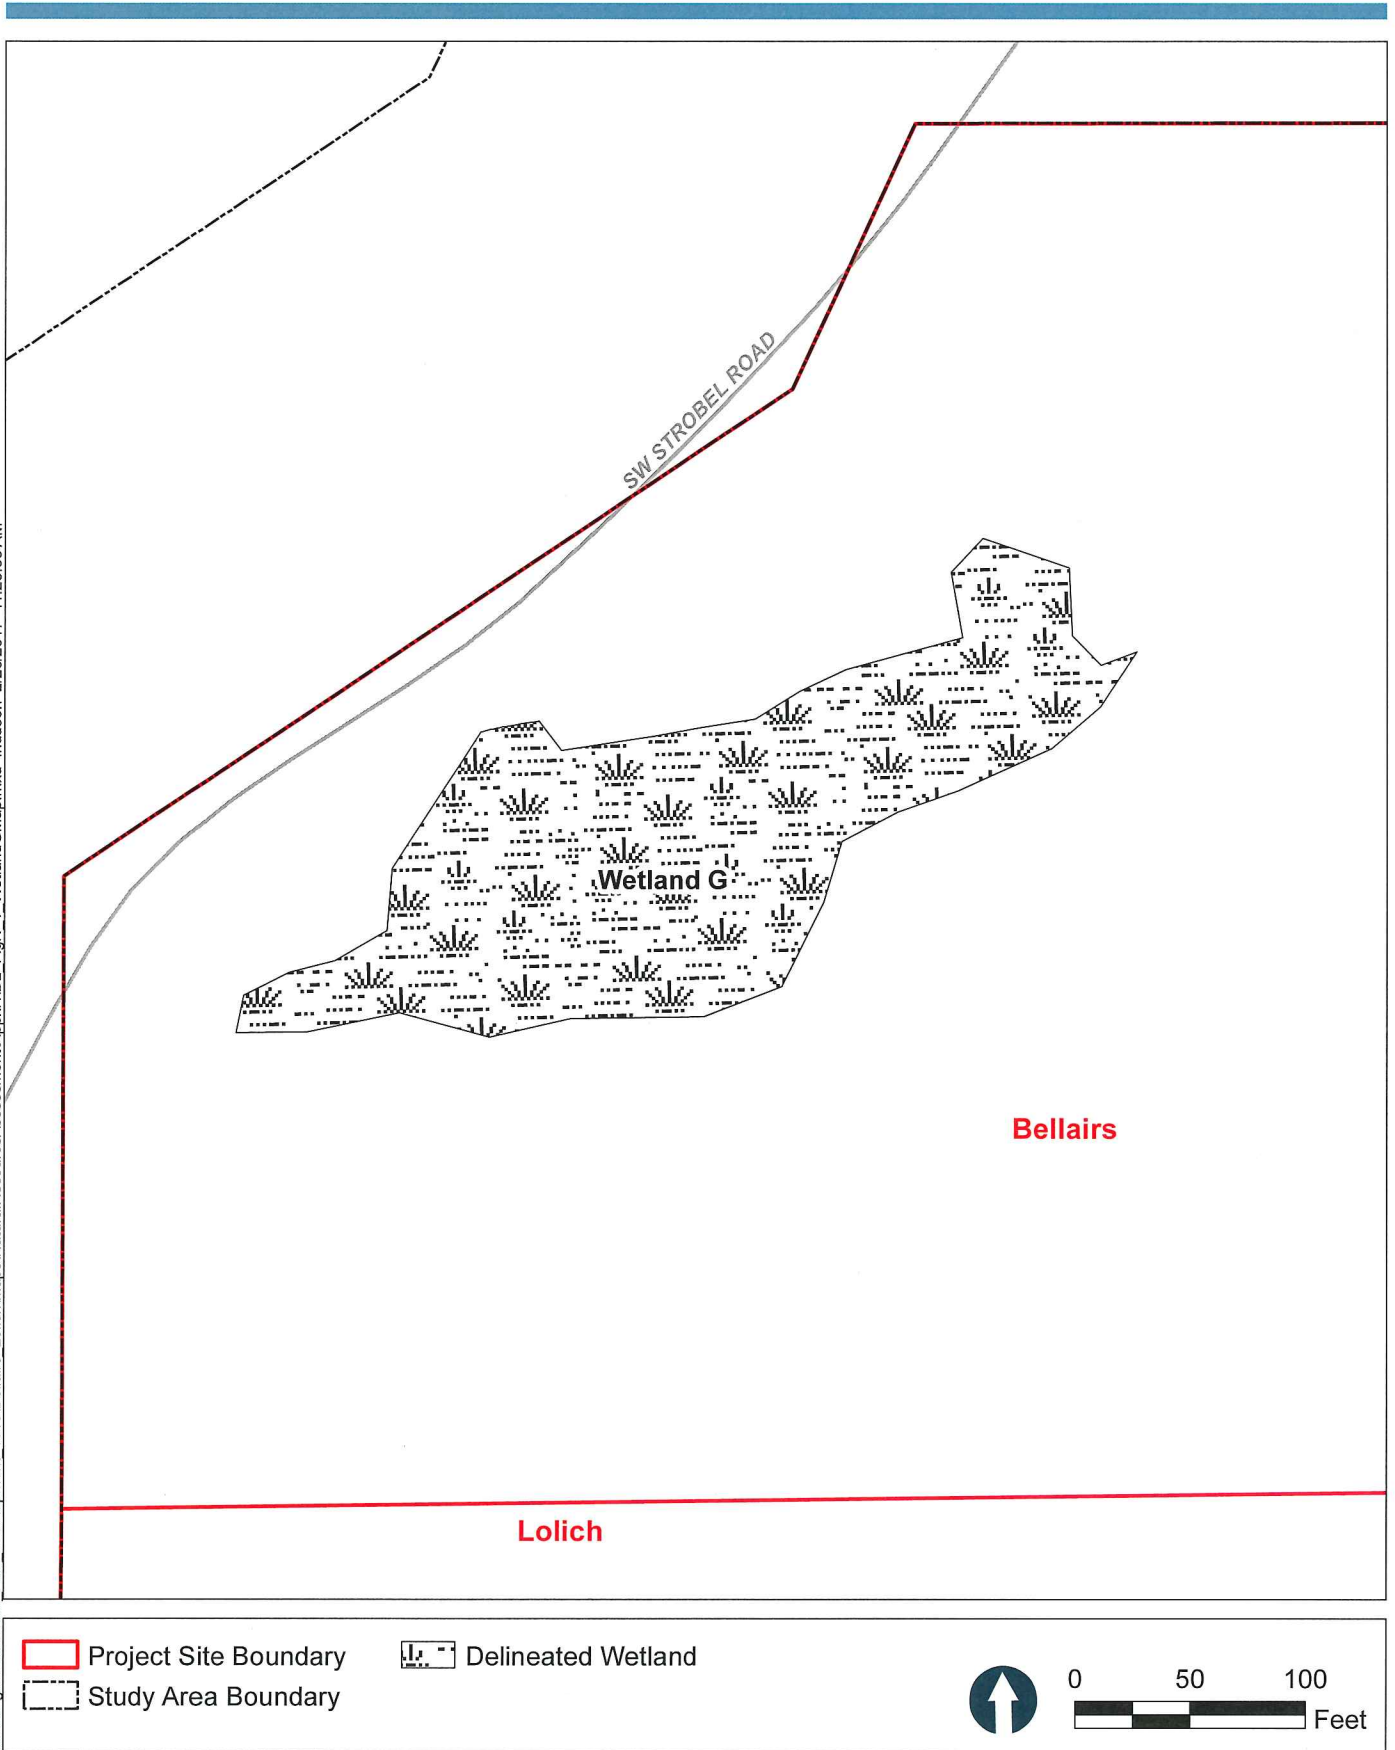 SW STROBEL ROAD
Wetland G
Bellairs
Lolich
Project Site Boundary
Delineated Wetland
Study Area Boundary
0 50 100
Feet